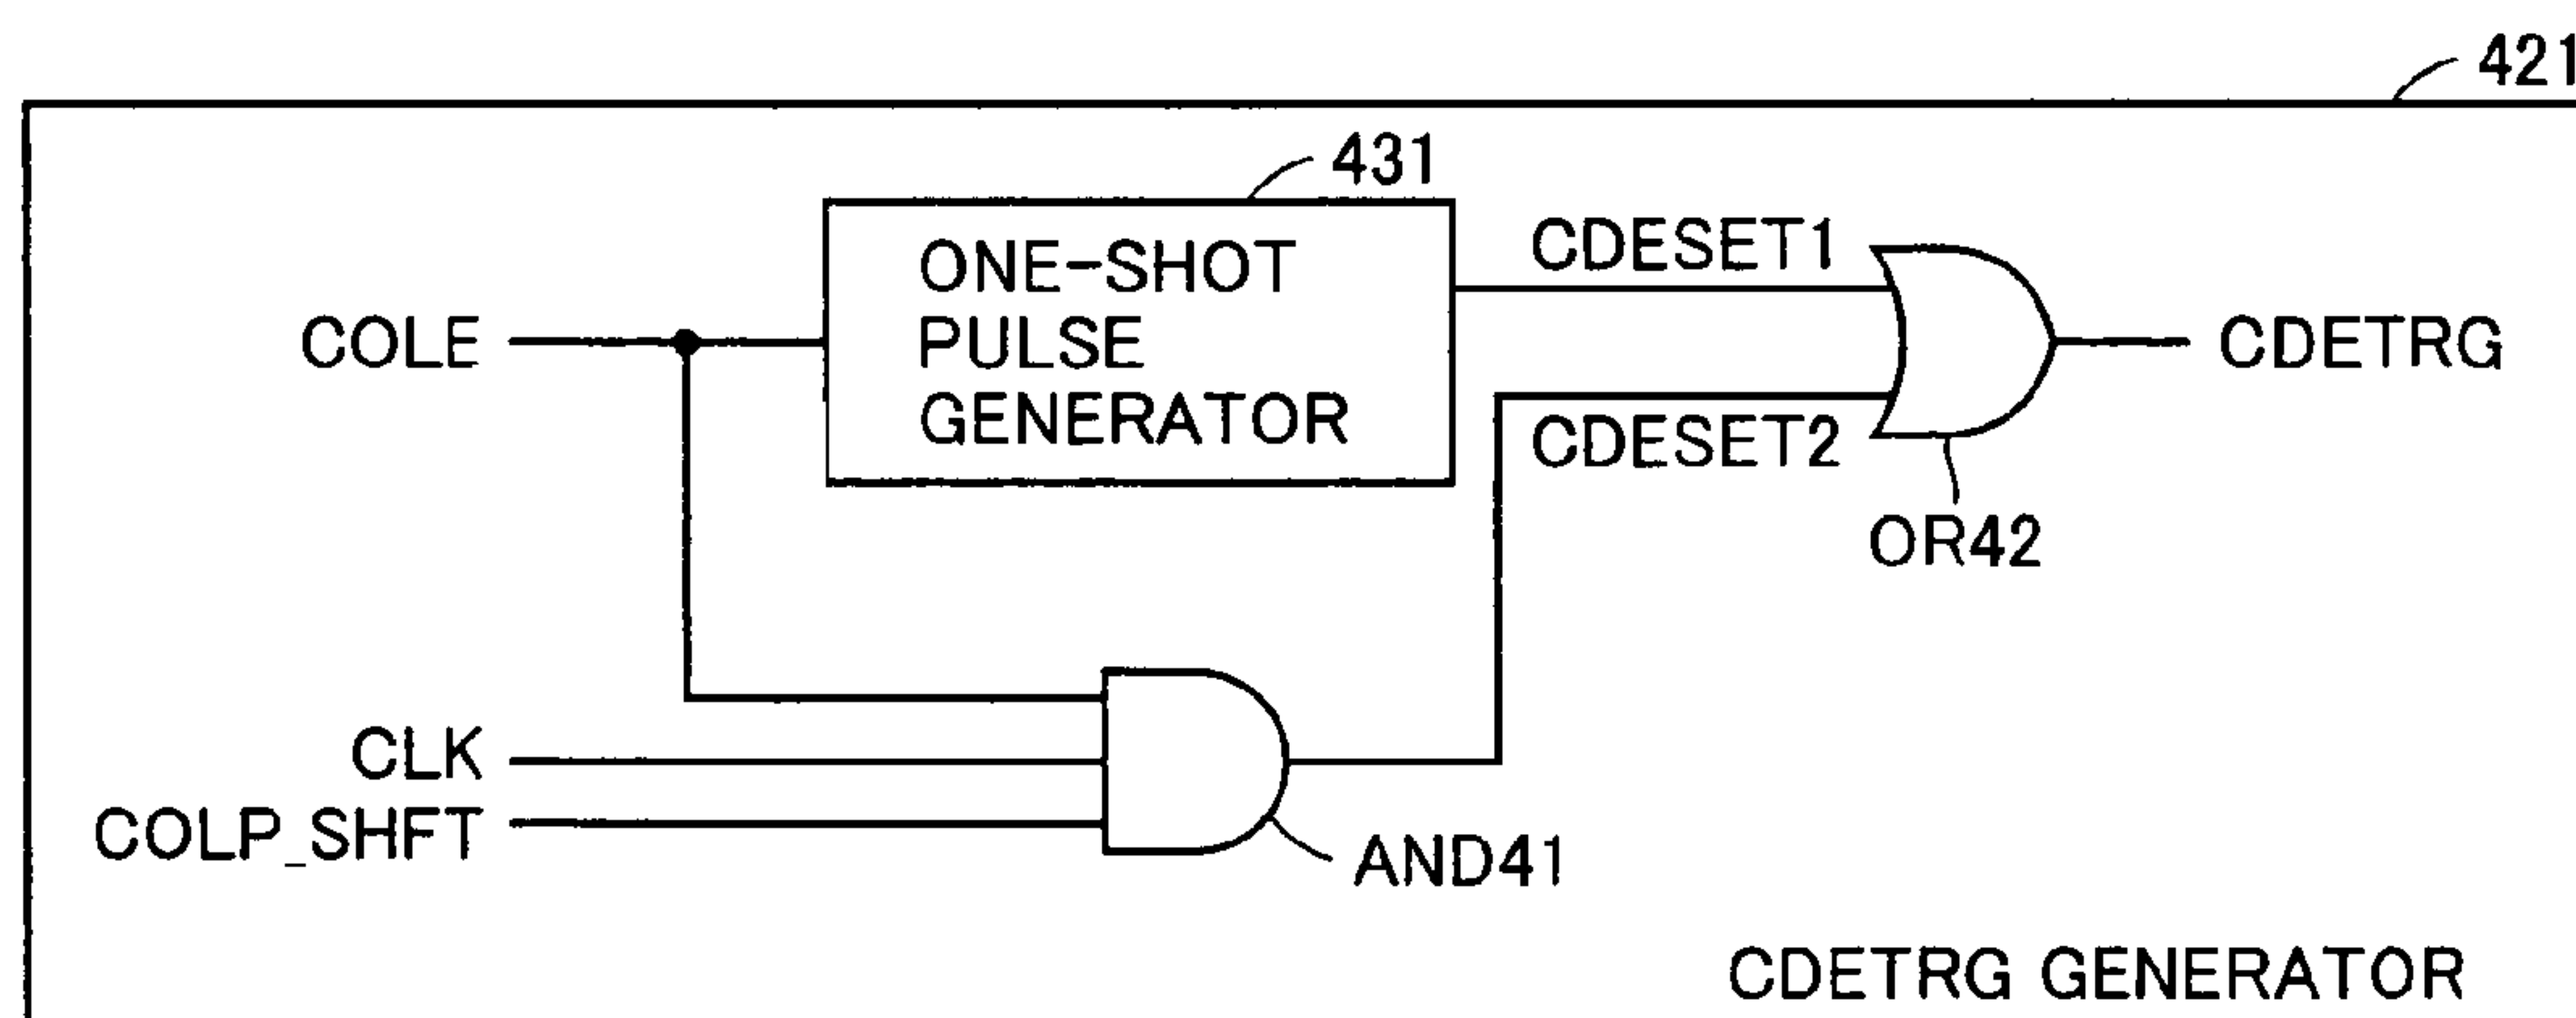 421
431
ONE-SHOT
PULSE
GENERATOR
CDESET1
COLE
CDETRG
CDESET2
OR42
CLK
COLP_SHFT
AND41
CDETRG GENERATOR